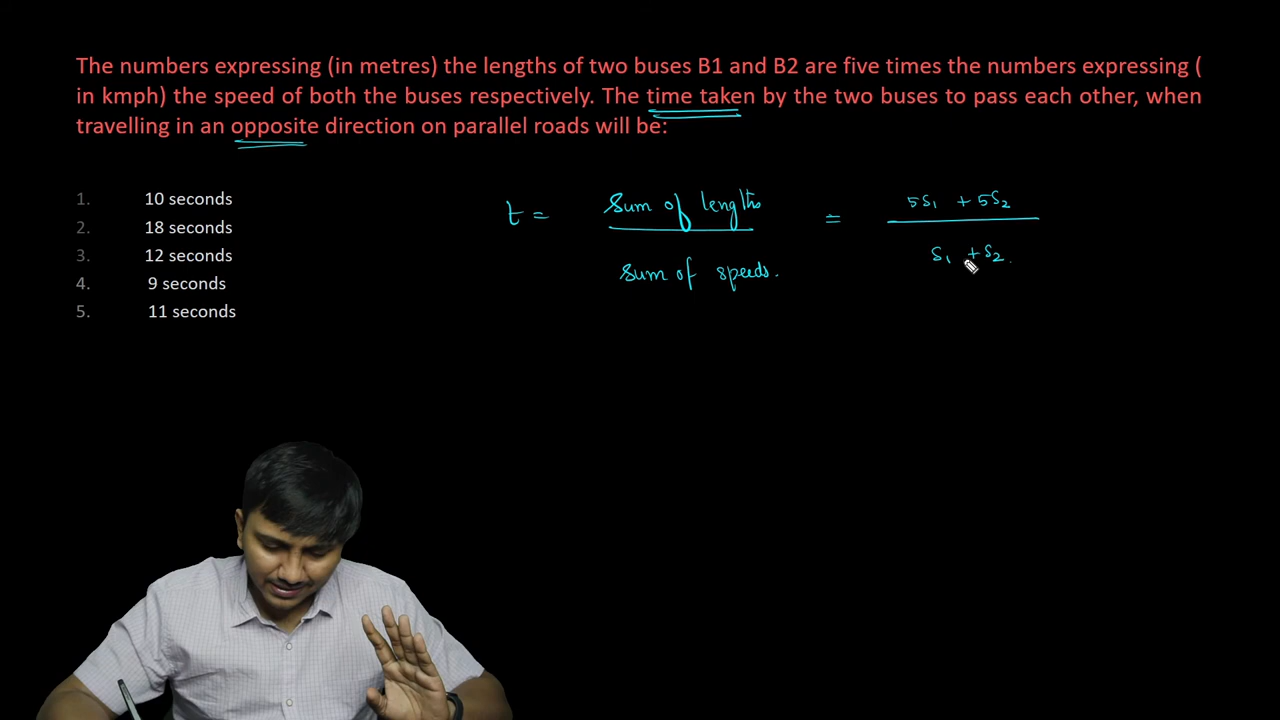 The numbers expressing (in metres) the lengths of two buses B1 and B2 are five times the numbers expressing (
in kmph) the speed of both the buses respectively. The time taken by the two buses to pass each other, when
travelling in an opposite direction on parallel roads will be:
1. 10 seconds
2. 18 seconds
3. 12 seconds
4. 9 seconds
5. 11 seconds
t = Sum of lengths = 5S₁ + 5S₂
Sum of speeds. S₁ + S₂.